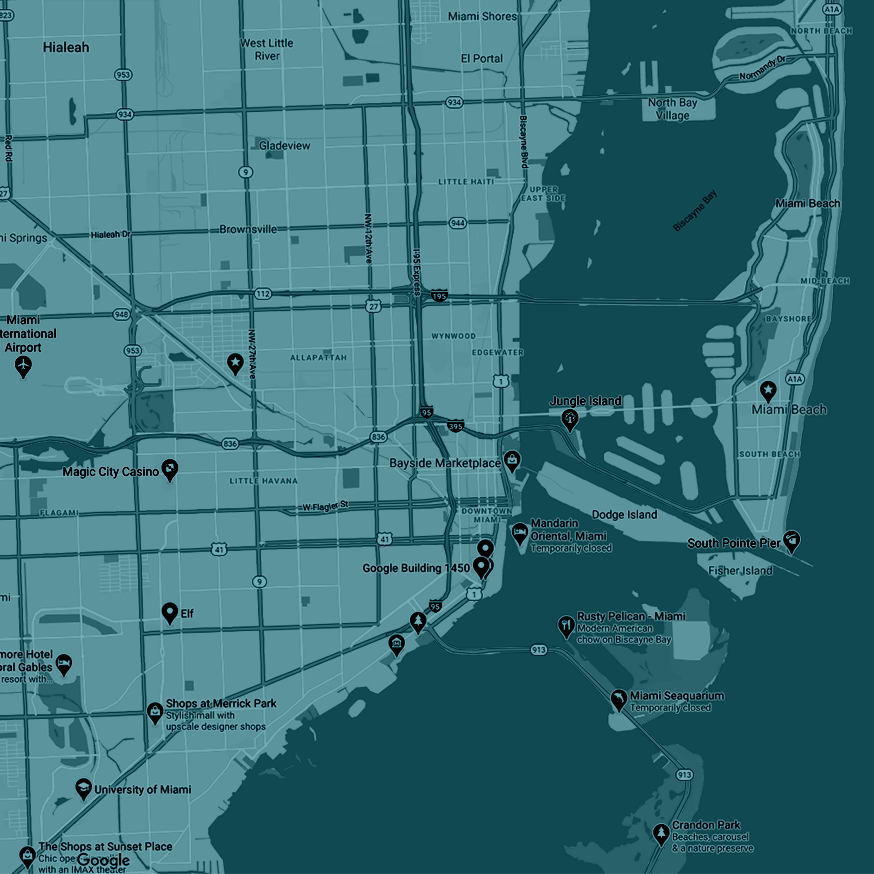 823
Hialeah
West Little
River
Miami Shores
El Portal
A1A
NORTH BEACH
Normandy Dr
953
934
934
North Bay
Village
Red Rd
Biscayne Blvd
Gladeview
9
27
LITTLE HAITI
UPPER
EAST SIDE
Miami Beach
Biscayne Bay
944
NW 12th Ave
Brownsville
Hialeah Dr
mi Springs
I-95 Express
MID-BEACH
112
195
27
948
BAYSHORE
Miami
ternational
Airport
953
NW 27th Ave
WYNWOOD
ALLAPATTAH
EDGEWATER
1
A1A
Jungle Island
Miami Beach
95
395
836
836
SOUTH BEACH
Bayside Marketplace
Magic City Casino
LITTLE HAVANA
W Flagler St
FLAGAMI
DOWNTOWN
MIAMI
Dodge Island
Mandarin
Oriental, Miami
Temporarily closed
41
41
South Pointe Pier
Google Building 1450
Fisher Island
9
1
mi
95
Elf
Rusty Pelican - Miami
Modern American
chow on Biscayne Bay
913
more Hotel
oral Gables
resort with...
Miami Seaquarium
Temporarily closed
Shops at Merrick Park
Stylish mall with
upscale designer shops
913
University of Miami
Crandon Park
Beaches, carousel
& a nature preserve
The Shops at Sunset Place
Chic ope
Google
with an IMAX theater